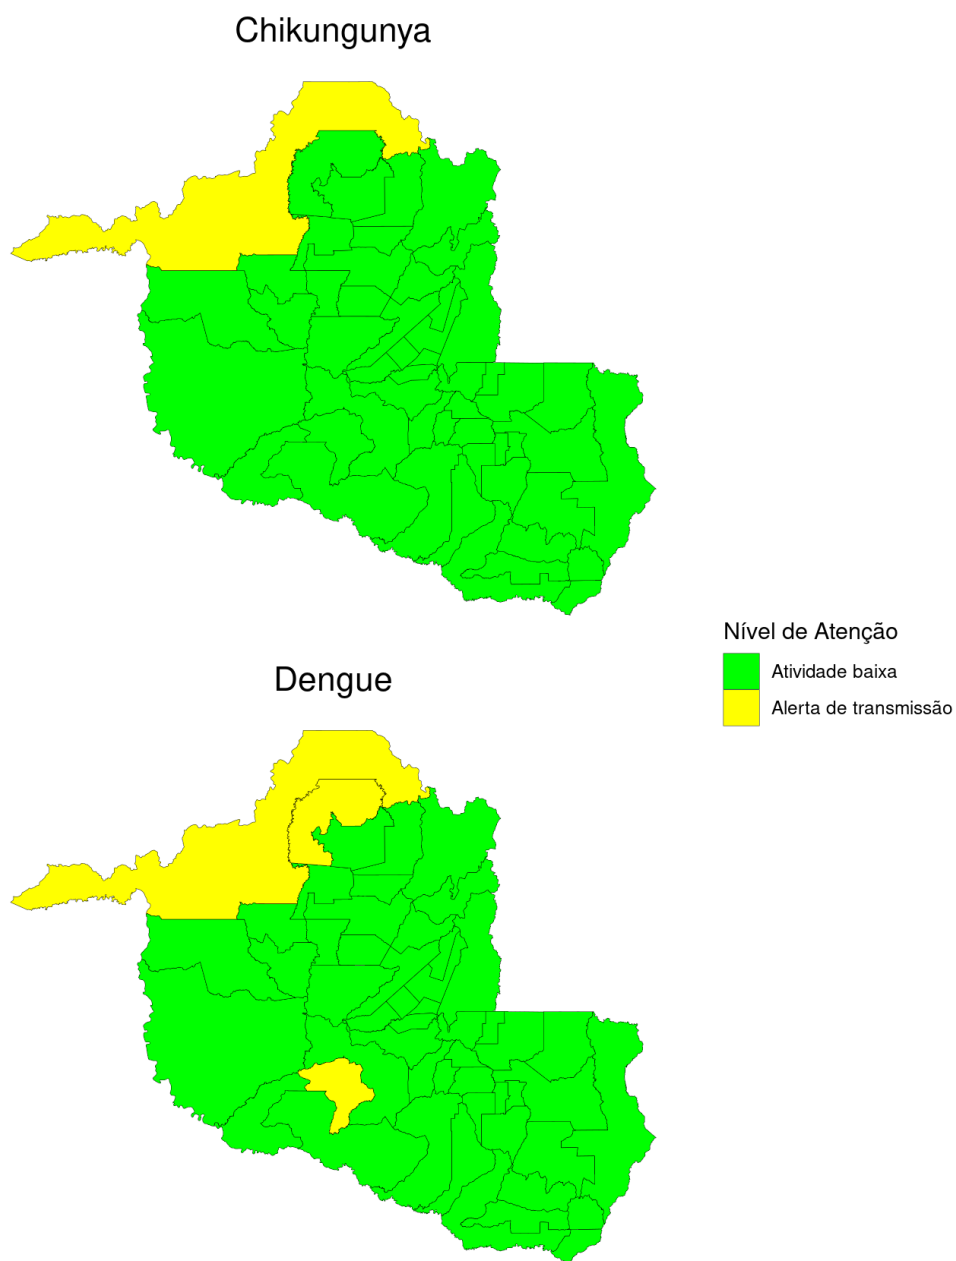 Chikungunya
Nível de Atenção
Atividade baixa
Alerta de transmissão
Dengue